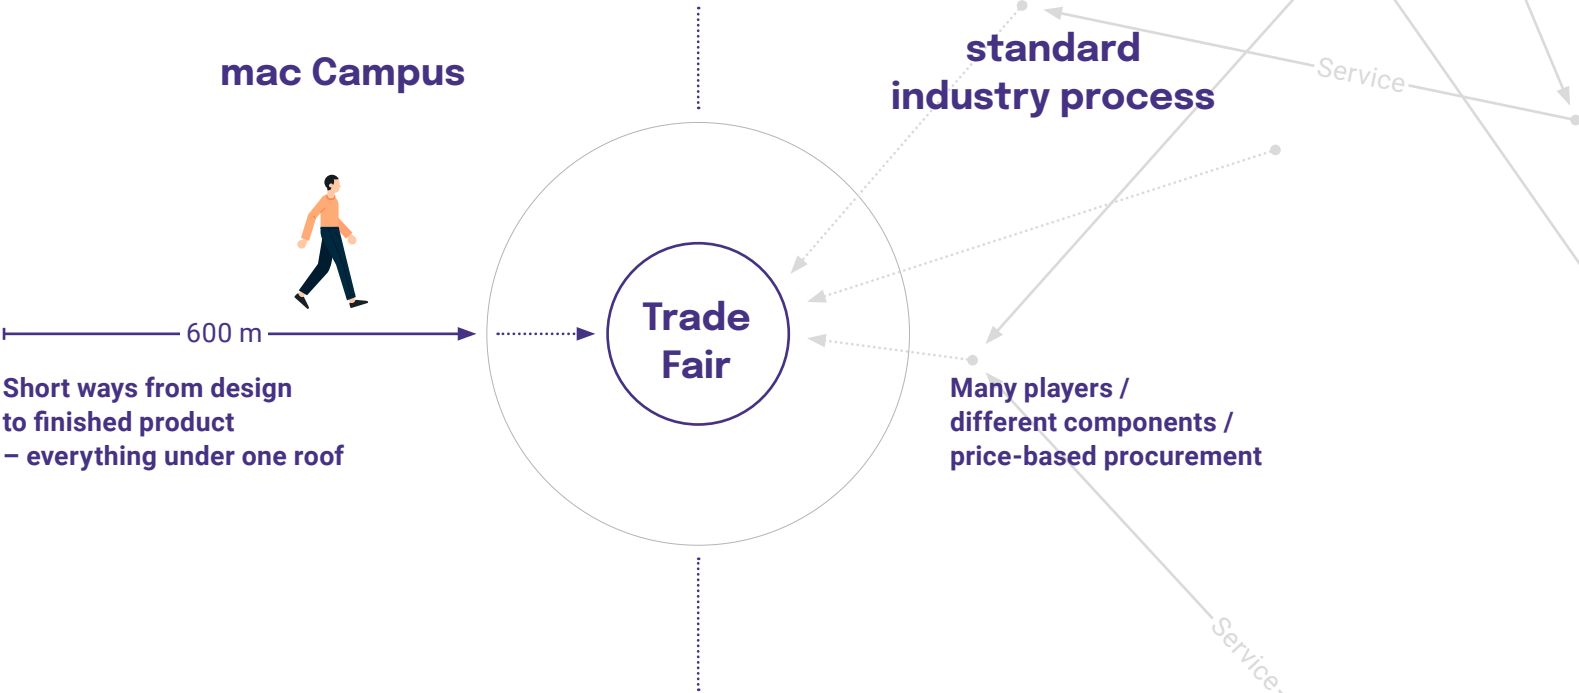 mac Campus
standard
industry process
Service
600 m
Trade
Fair
Short ways from design
to finished product
– everything under one roof
Many players /
different components /
price-based procurement
Service